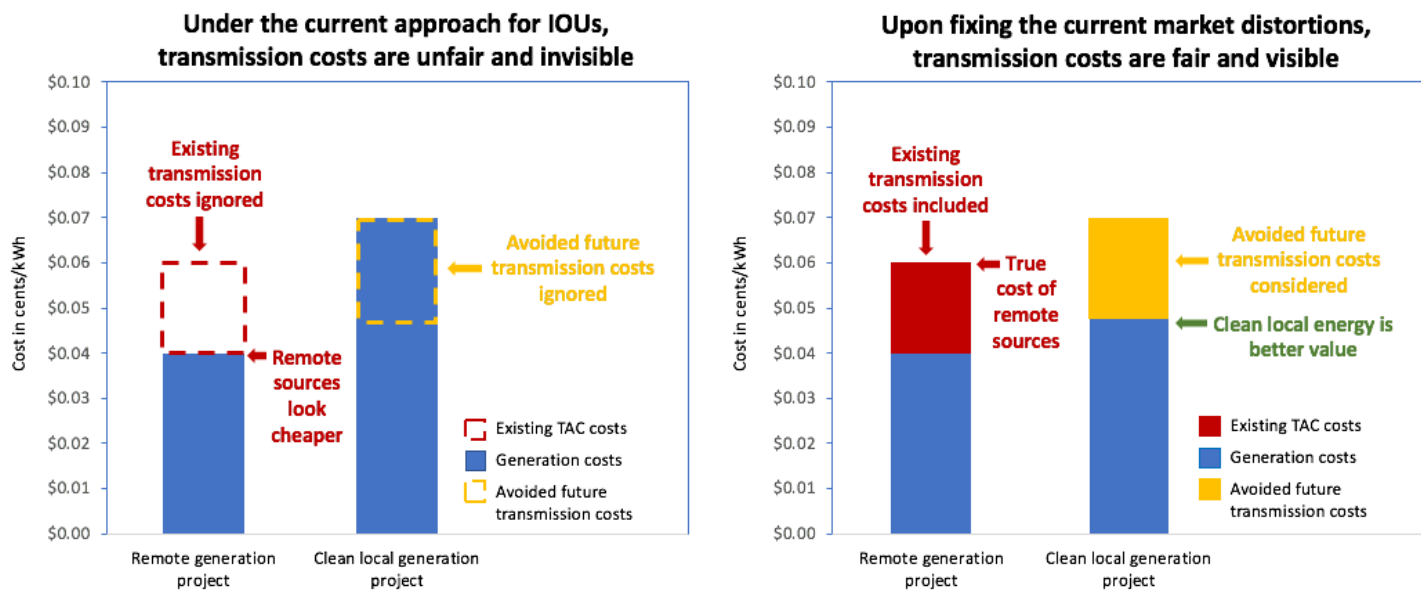 Under the current approach for IOUs,
transmission costs are unfair and invisible
$0.10
$0.09
$0.08
$0.07
$0.06
$0.05
$0.04
$0.03
$0.02
$0.01
$0.00
Cost in cents/kWh
Existing
transmission
costs ignored
Avoided future
transmission costs
ignored
Remote
sources
look
cheaper
Existing TAC costs
Generation costs
Avoided future
transmission costs
Remote generation
project
Clean local generation
project
Upon fixing the current market distortions,
transmission costs are fair and visible
$0.10
$0.09
$0.08
$0.07
$0.06
$0.05
$0.04
$0.03
$0.02
$0.01
$0.00
Cost in cents/kWh
Existing
transmission
costs included
True
cost of
remote
sources
Avoided future
transmission costs
considered
Clean local energy is
better value
Existing TAC costs
Generation costs
Avoided future
transmission costs
Remote generation
project
Clean local generation
project